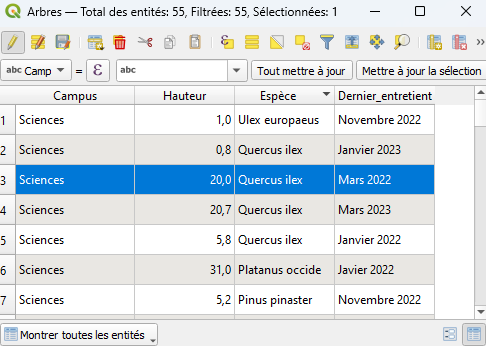 Arbres — Total des entités: 55, Filtrées: 55, Sélectionnées: 1
abc Camp = ε abc Tout mettre à jour Mettre à jour la sélection
Campus Hauteur Espèce Dernier_entretient
1 Sciences 1,0 Ulex europaeus Novembre 2022
2 Sciences 0,8 Quercus ilex Janvier 2023
3 Sciences 20,0 Quercus ilex Mars 2022
4 Sciences 20,7 Quercus ilex Mars 2023
5 Sciences 5,8 Quercus ilex Janvier 2022
6 Sciences 31,0 Platanus occide Javier 2022
7 Sciences 5,2 Pinus pinaster Novembre 2022
Montrer toutes les entités